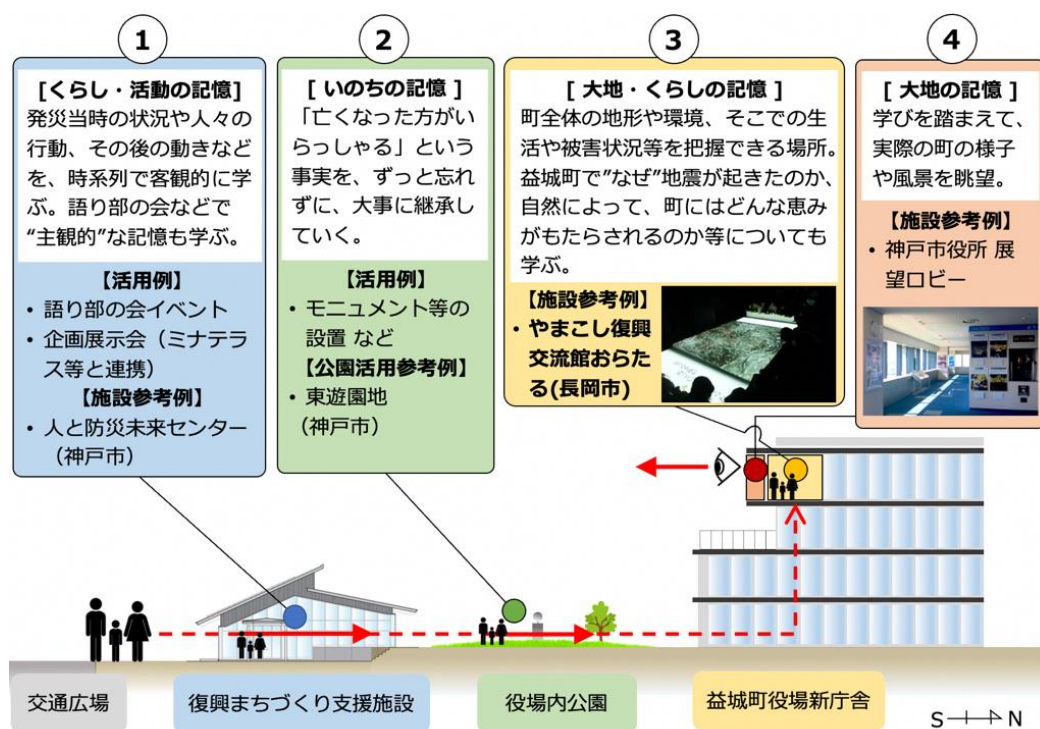 1
[くらし・活動の記憶]
発災当時の状況や人々の
行動、その後の動きなど
を、時系列で客観的に学
ぶ。語り部の会などで
“主観的”な記憶も学ぶ。
【活用例】
• 語り部の会イベント
• 企画展示会（ミナテラ
ス等と連携）
【施設参考例】
• 人と防災未来センター
（神戸市）
2
[ いのちの記憶 ]
「亡くなった方がい
らっしゃる」という
事実を、ずっと忘れ
ずに、大事に継承し
ていく。
【活用例】
• モニュメント等の
設置 など
【公園活用参考例】
• 東遊園地
（神戸市）
3
[ 大地・くらしの記憶 ]
町全体の地形や環境、そこでの生
活や被害状況等を把握できる場所。
益城町で”なぜ”地震が起きたのか、
自然によって、町にはどんな恵み
がもたらされるのか等についても
学ぶ。
【施設参考例】
• やまこし復興
交流館おらた
る(長岡市)
4
[ 大地の記憶 ]
学びを踏まえて、
実際の町の様子
や風景を眺望。
【施設参考例】
• 神戸市役所 展
望ロビー
交通広場
復興まちづくり支援施設
役場内公園
益城町役場新庁舎
S N